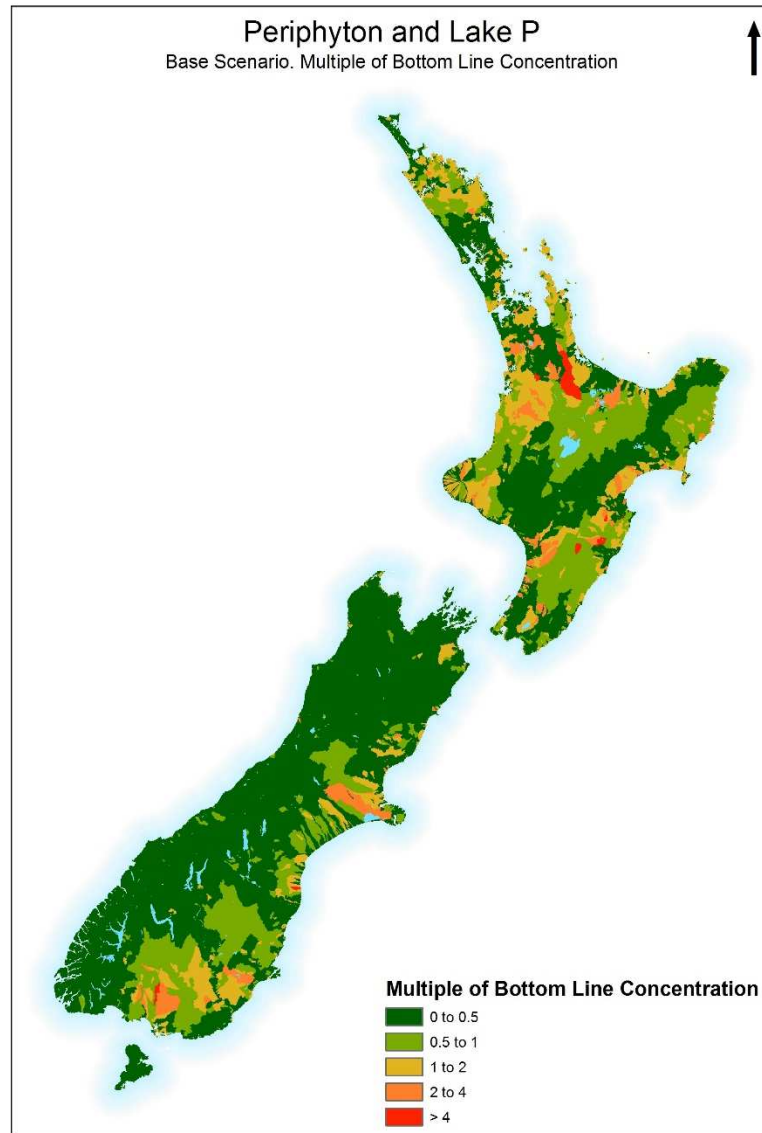 Periphyton and Lake P
Base Scenario. Multiple of Bottom Line Concentration
Multiple of Bottom Line Concentration
0 to 0.5
0.5 to 1
1 to 2
2 to 4
> 4